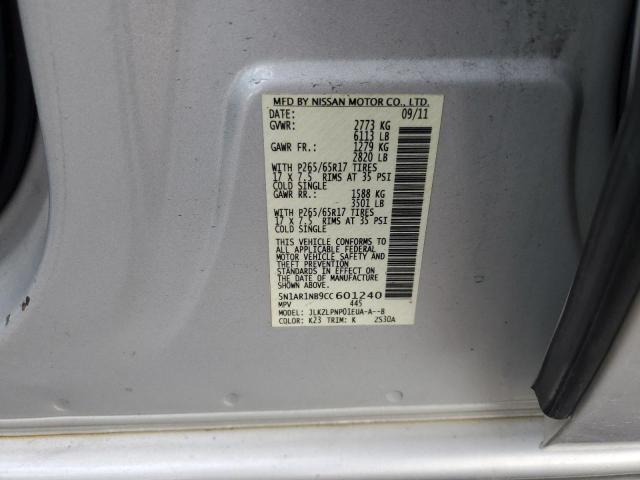 MFD BY NISSAN MOTOR CO., LTD.
DATE: 09/11
GVWR: 2773 KG
6113 LB
GAWR FR.: 1279 KG
2820 LB
WITH P265/65R17 TIRES
17 X 7.5 RIMS AT 35 PSI
COLD SINGLE
GAWR RR.: 1588 KG
3501 LB
WITH P265/65R17 TIRES
17 X 7.5 RIMS AT 35 PSI
COLD SINGLE
THIS VEHICLE CONFORMS TO
ALL APPLICABLE FEDERAL
MOTOR VEHICLE SAFETY AND
THEFT PREVENTION
STANDARDS IN EFFECT ON
THE DATE OF MANUFACTURE
SHOWN ABOVE.
5N1AR1NB9CC601240
MPV 445
MODEL: JLKZLPNP01EUA-A--B
COLOR: K23 TRIM: K ZS30A